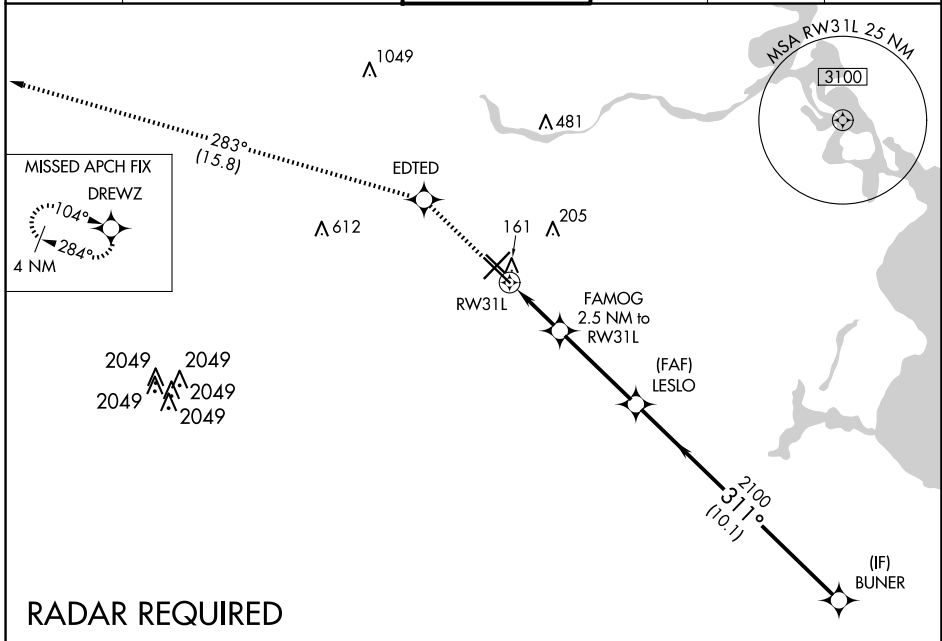 MSA RW31L 25 NM
3100
1049
481
283°
(15.8)
EDTED
MISSED APCH FIX
DREWZ
104°
284°
4 NM
612
161
205
RW31L
FAMOG
2.5 NM to
RW31L
(FAF)
LESLO
2049
2049
2049
2049
2049
2100
311°
(10.1)
(IF)
BUNER
RADAR REQUIRED